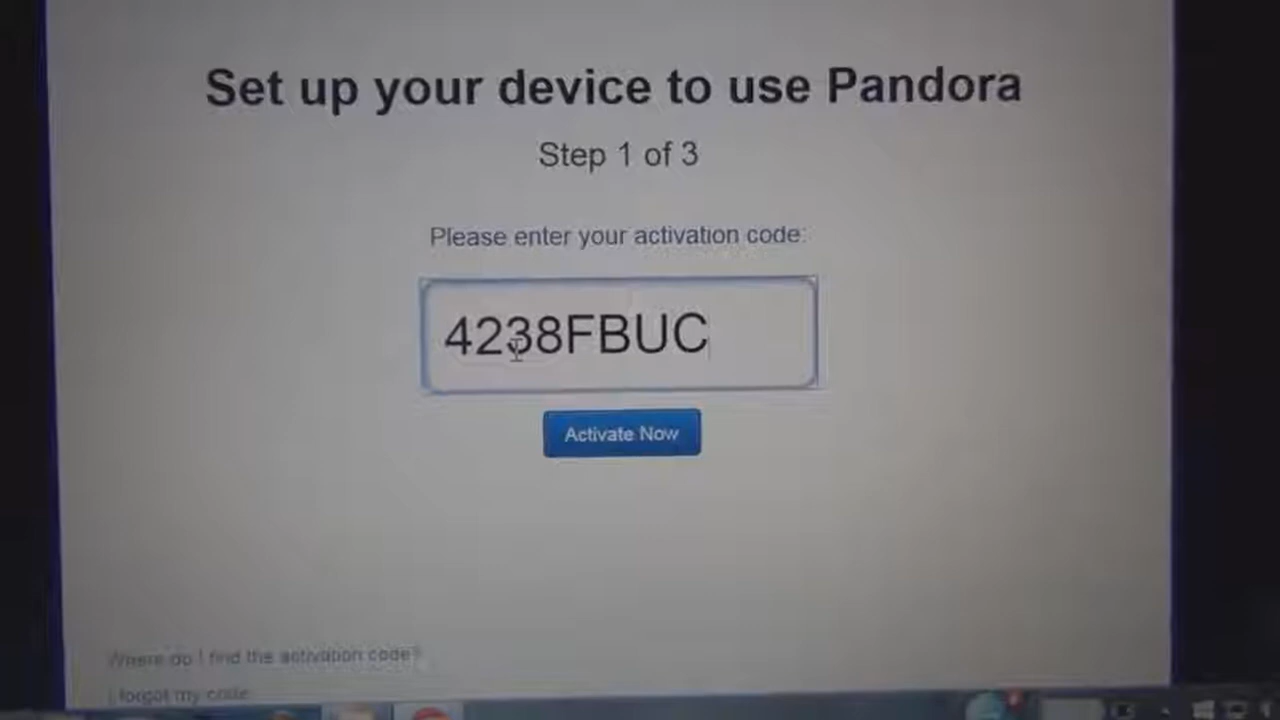 Set up your device to use Pandora
Step 1 of 3
Please enter your activation code:
4238FBUC
Activate Now
Where do I find the activation code?
I forgot my code